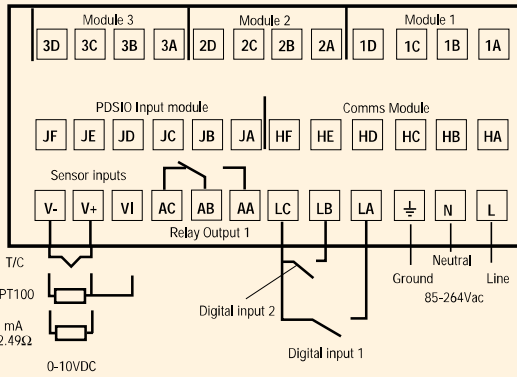 Module 3 Module 2 Module 1
3D 3C 3B 3A 2D 2C 2B 2A 1D 1C 1B 1A
PDSIO Input module Comms Module
JF JE JD JC JB JA HF HE HD HC HB HA
Sensor inputs
V- V+ VI AC AB AA LC LB LA N L
Relay Output 1
T/C
Neutral
Ground Line
PT100
85-264Vac
Digital input 2
mA
2.49Ω
Digital input 1
0-10VDC